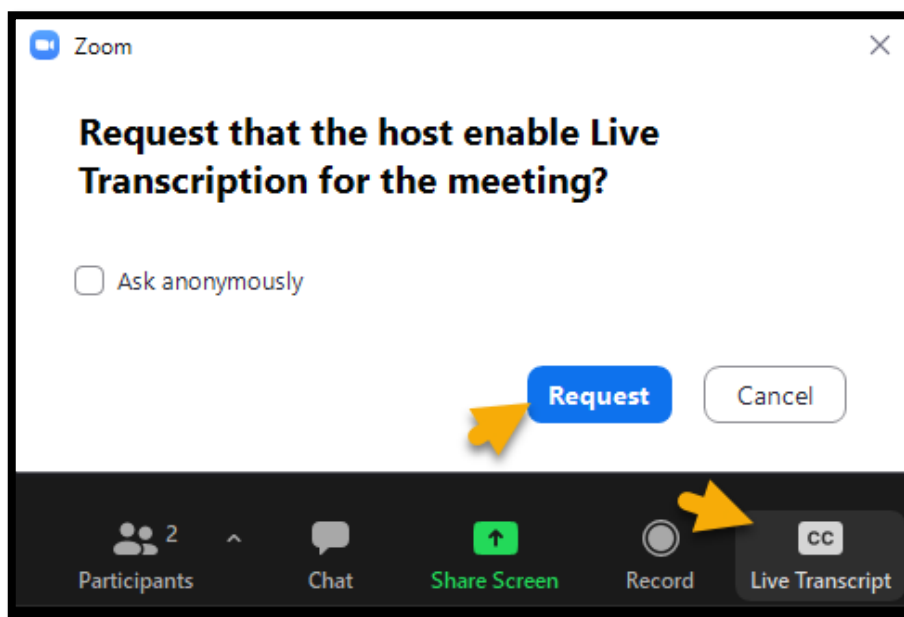 Zoom
Request that the host enable Live
Transcription for the meeting?
Ask anonymously
Request Cancel
2 CC
Participants Chat Share Screen Record Live Transcript